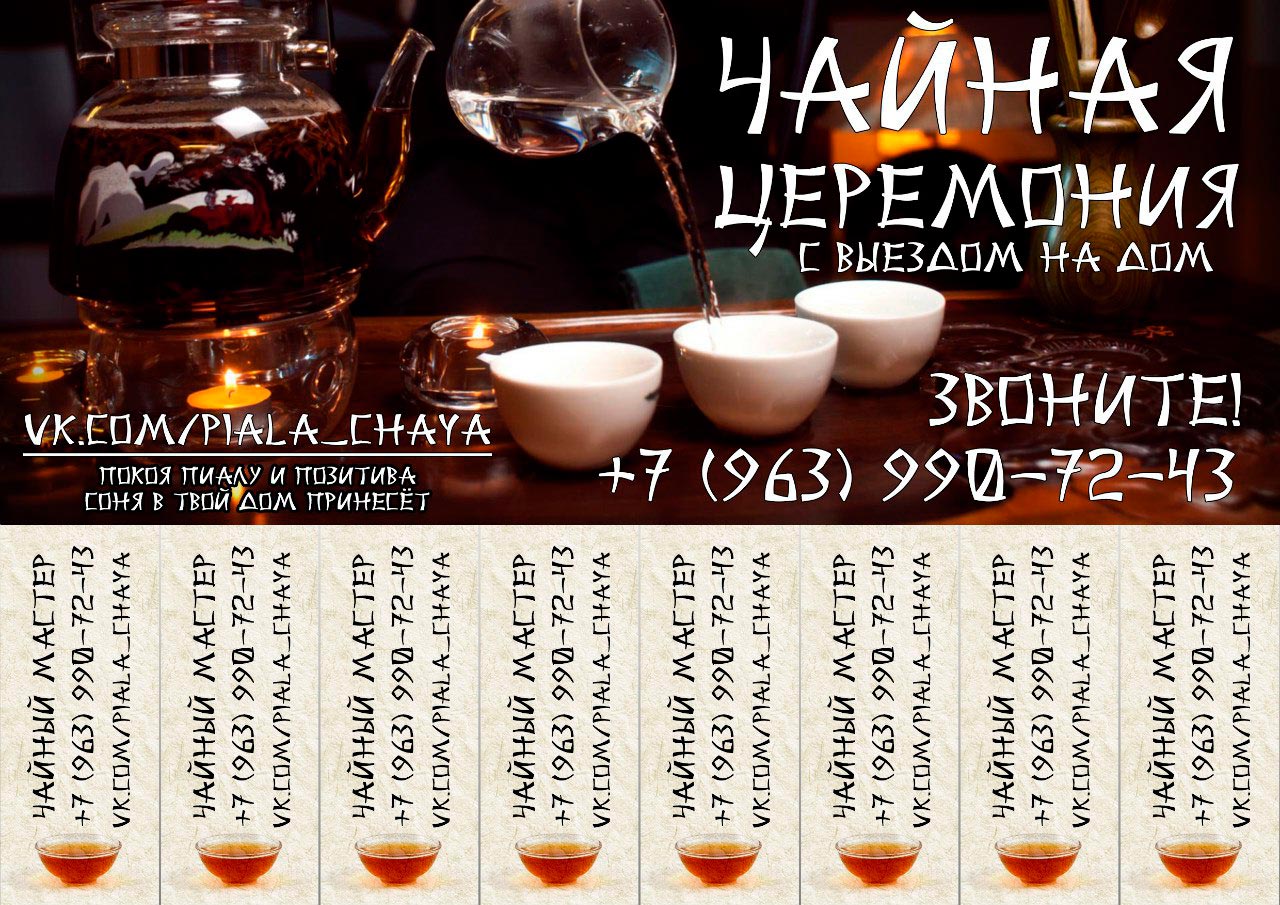 ЧАЙНАЯ
ЦЕРЕМОНИЯ
С ВЫЕЗДОМ НА ДОМ
ЗВОНИТЕ!
+7 (963) 990-72-43
VK.COM/PIALA_CHAYA
ПОКОЯ ПИАЛУ И ПОЗИТИВА
СОНЯ В ТВОЙ ДОМ ПРИНЕСЁТ
ЧАЙНЫЙ МАСТЕР
+7 (963) 990-72-43
VK.COM/PIALA_CHAYA
ЧАЙНЫЙ МАСТЕР
+7 (963) 990-72-43
VK.COM/PIALA_CHAYA
ЧАЙНЫЙ МАСТЕР
+7 (963) 990-72-43
VK.COM/PIALA_CHAYA
ЧАЙНЫЙ МАСТЕР
+7 (963) 990-72-43
VK.COM/PIALA_CHAYA
ЧАЙНЫЙ МАСТЕР
+7 (963) 990-72-43
VK.COM/PIALA_CHAYA
ЧАЙНЫЙ МАСТЕР
+7 (963) 990-72-43
VK.COM/PIALA_CHAYA
ЧАЙНЫЙ МАСТЕР
+7 (963) 990-72-43
VK.COM/PIALA_CHAYA
ЧАЙНЫЙ МАСТЕР
+7 (963) 990-72-43
VK.COM/PIALA_CHAYA